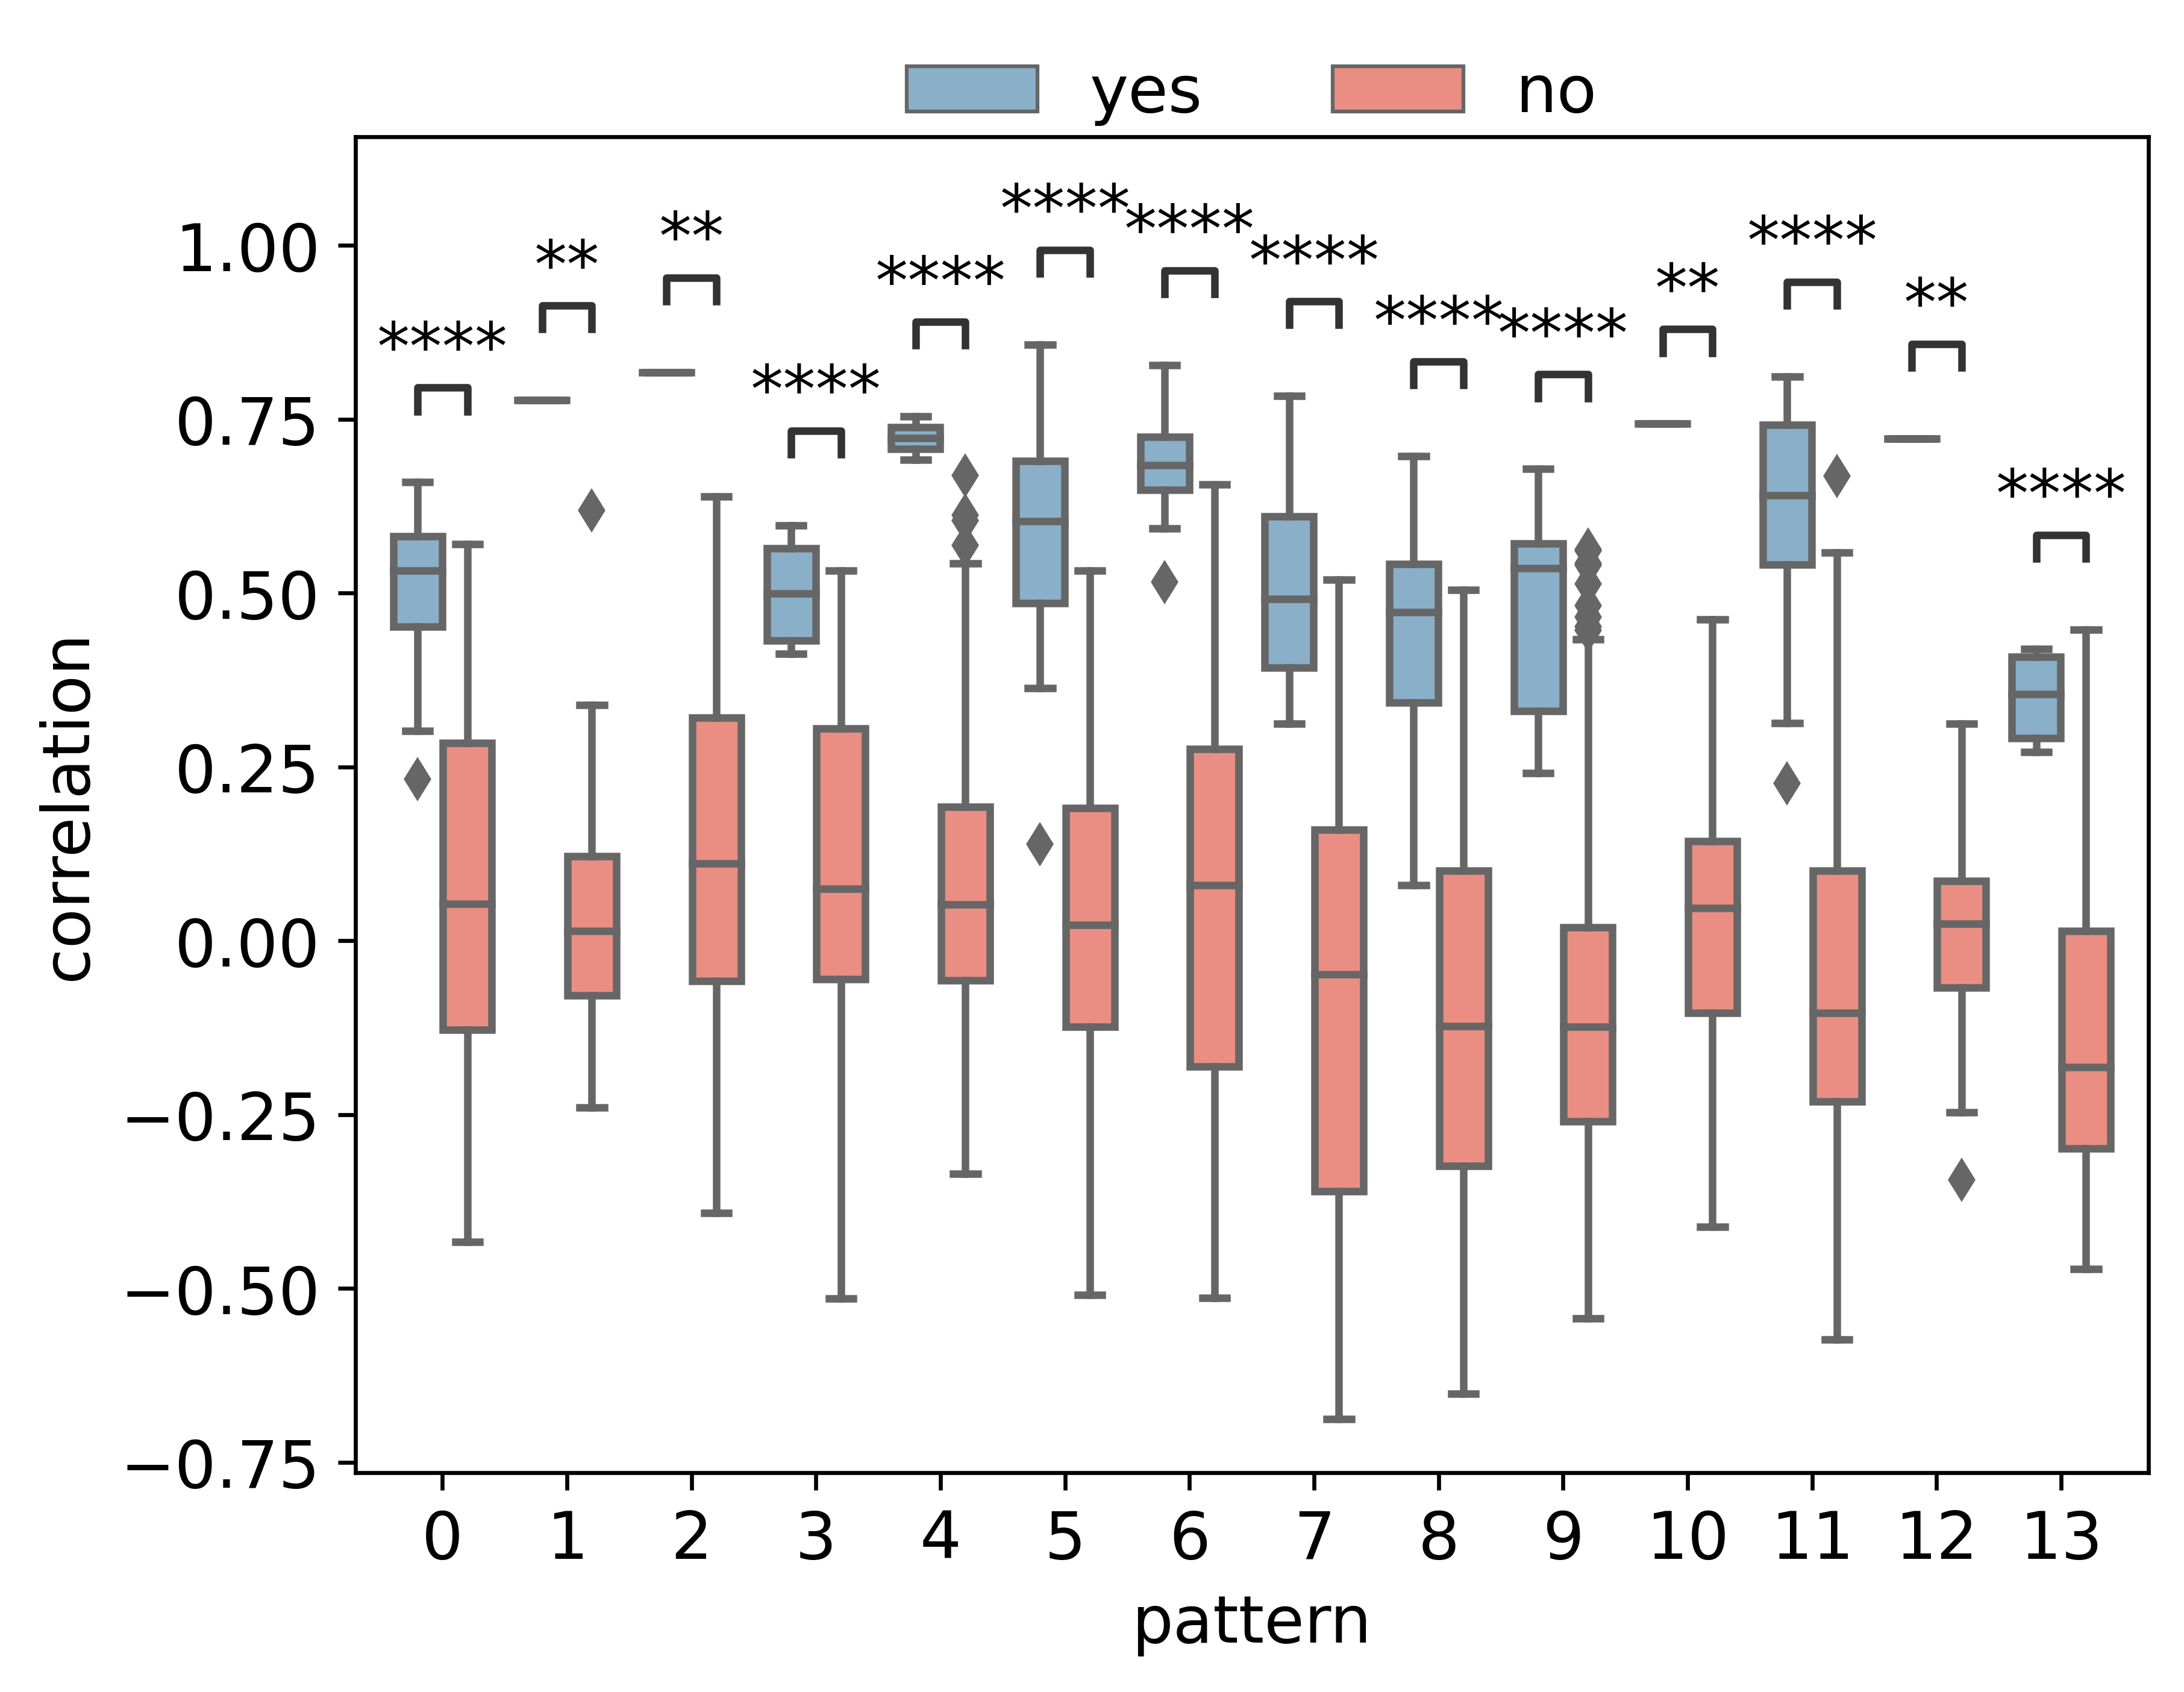 yes no
**** ** ** **** **** **** **** **** **** **** ** **** ** ****
1.00
0.75
0.50
0.25
0.00
−0.25
−0.50
−0.75
correlation
0 1 2 3 4 5 6 7 8 9 10 11 12 13
pattern